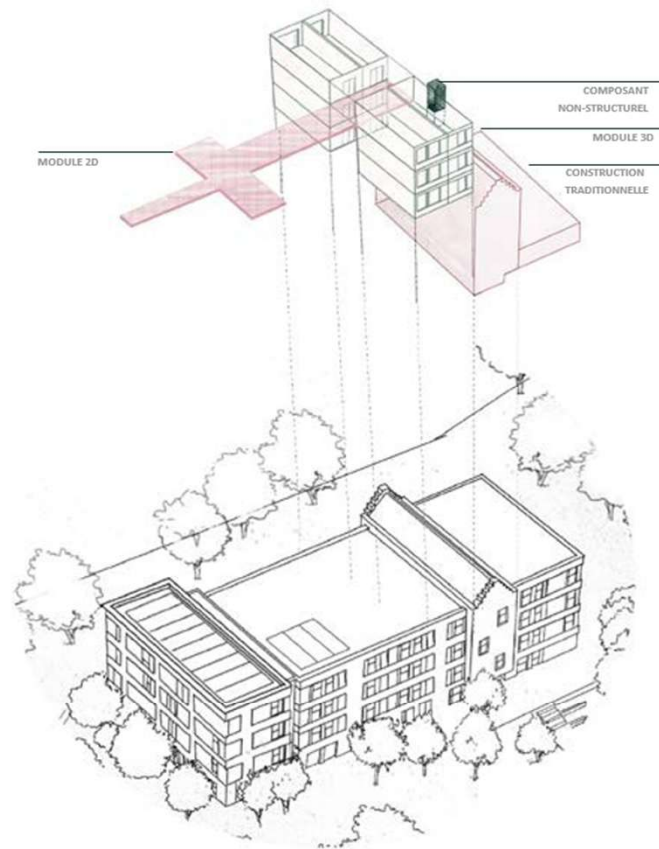 COMPOSANT
NON-STRUCTUREL
MODULE 3D
MODULE 2D
CONSTRUCTION
TRADITIONNELLE